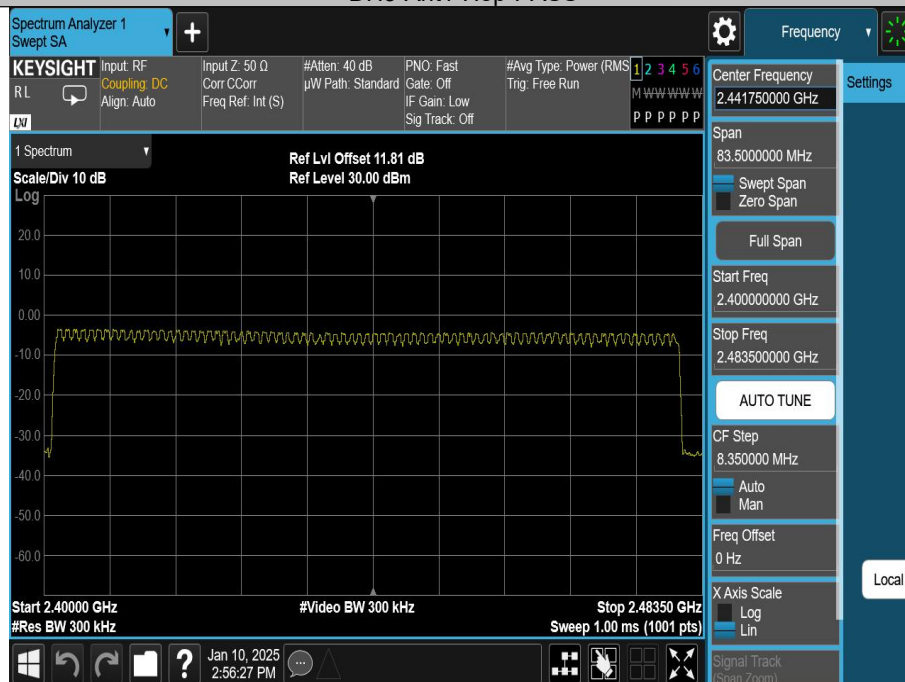 Spectrum Analyzer 1
Swept SA
+
Frequency
KEYSIGHT
RL
LXI
Input: RF
Coupling: DC
Align: Auto
Input Z: 50 Ω
Corr CCorr
Freq Ref: Int (S)
#Atten: 40 dB
µW Path: Standard
PNO: Fast
Gate: Off
IF Gain: Low
Sig Track: Off
#Avg Type: Power (RMS
Trig: Free Run
1 2 3 4 5 6
M W W W W W
P P P P P P
1 Spectrum
Scale/Div 10 dB
Log
Ref Lvl Offset 11.81 dB
Ref Level 30.00 dBm
20.0
10.0
0.00
-10.0
-20.0
-30.0
-40.0
-50.0
-60.0
Start 2.40000 GHz
#Res BW 300 kHz
#Video BW 300 kHz
Stop 2.48350 GHz
Sweep 1.00 ms (1001 pts)
Center Frequency
2.441750000 GHz
Settings
Span
83.5000000 MHz
Swept Span
Zero Span
Full Span
Start Freq
2.400000000 GHz
Stop Freq
2.483500000 GHz
AUTO TUNE
CF Step
8.350000 MHz
Auto
Man
Freq Offset
0 Hz
Local
X Axis Scale
Log
Lin
Signal Track
(Span Zoom)
?
Jan 10, 2025
2:56:27 PM